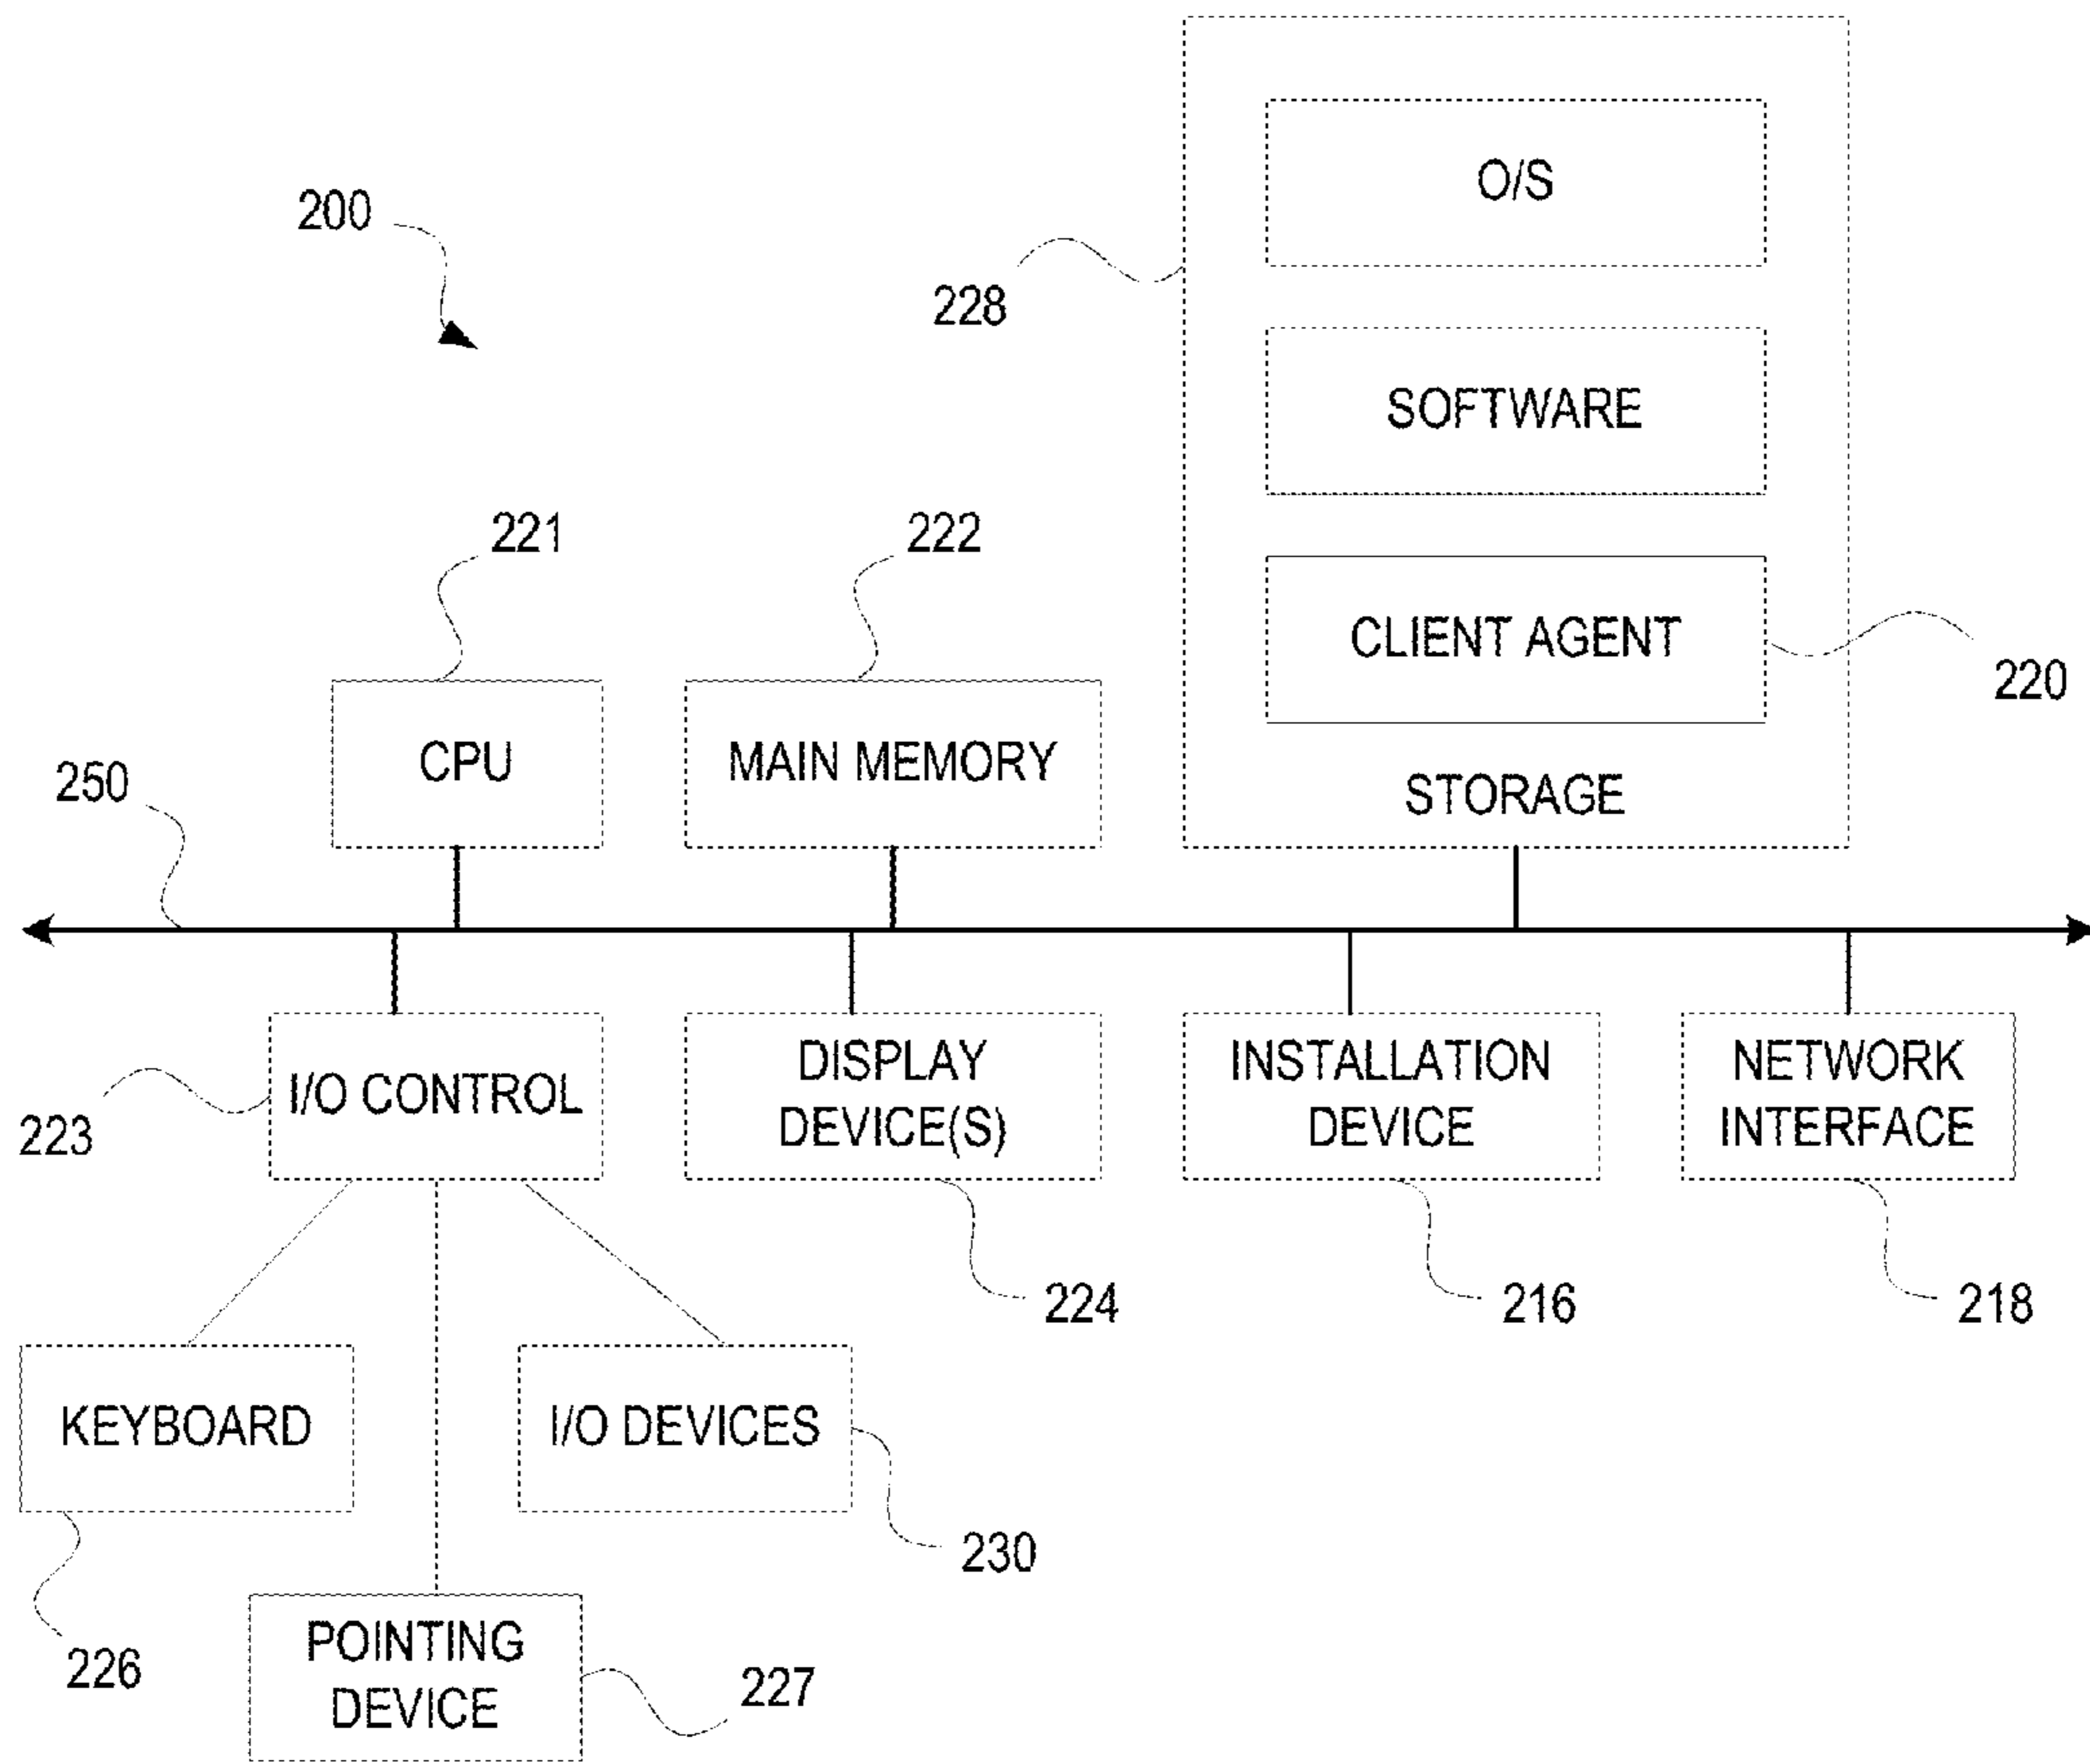 O/S
200
228
SOFTWARE
221
222
CLIENT AGENT
220
CPU
MAIN MEMORY
250
STORAGE
I/O CONTROL
223
DISPLAY
DEVICE(S)
INSTALLATION
DEVICE
NETWORK
INTERFACE
224
216
218
KEYBOARD
I/O DEVICES
230
226
POINTING
DEVICE
227